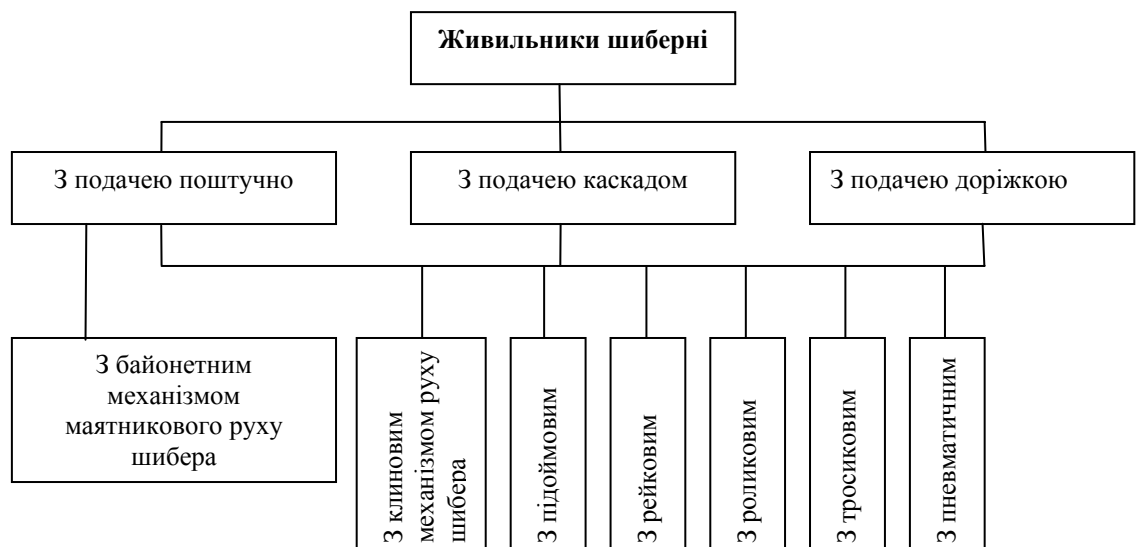 Живильники шиберні
З подачею поштучно
З подачею каскадом
З подачею доріжкою
З байонетним
механізмом
маятникового руху
шибера
З клиновим
механізмом руху
шибера
З підоймовим
З рейковим
З роликовим
З тросиковим
З пневматичним